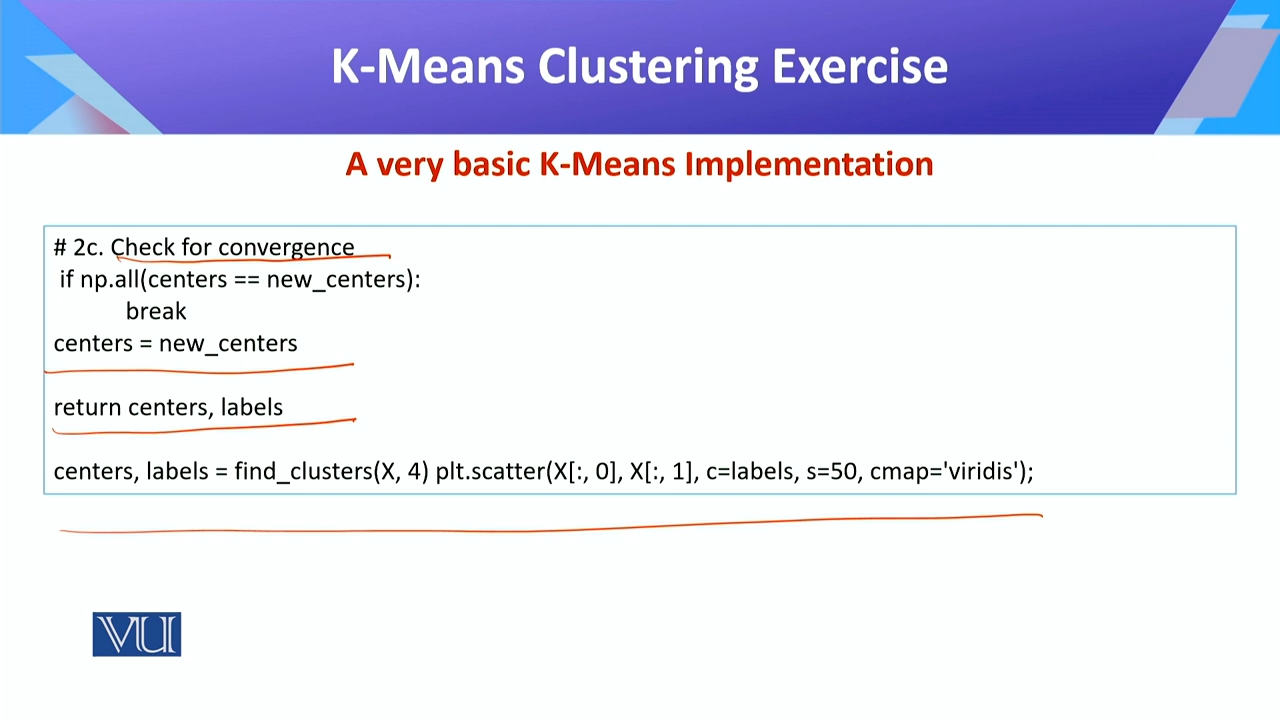 K-Means Clustering Exercise
A very basic K-Means Implementation
# 2c. Check for convergence
if np.all(centers == new_centers):
break
centers = new_centers
return centers, labels
centers, labels = find_clusters(X, 4) plt.scatter(X[:, 0], X[:, 1], c=labels, s=50, cmap='viridis');
VU